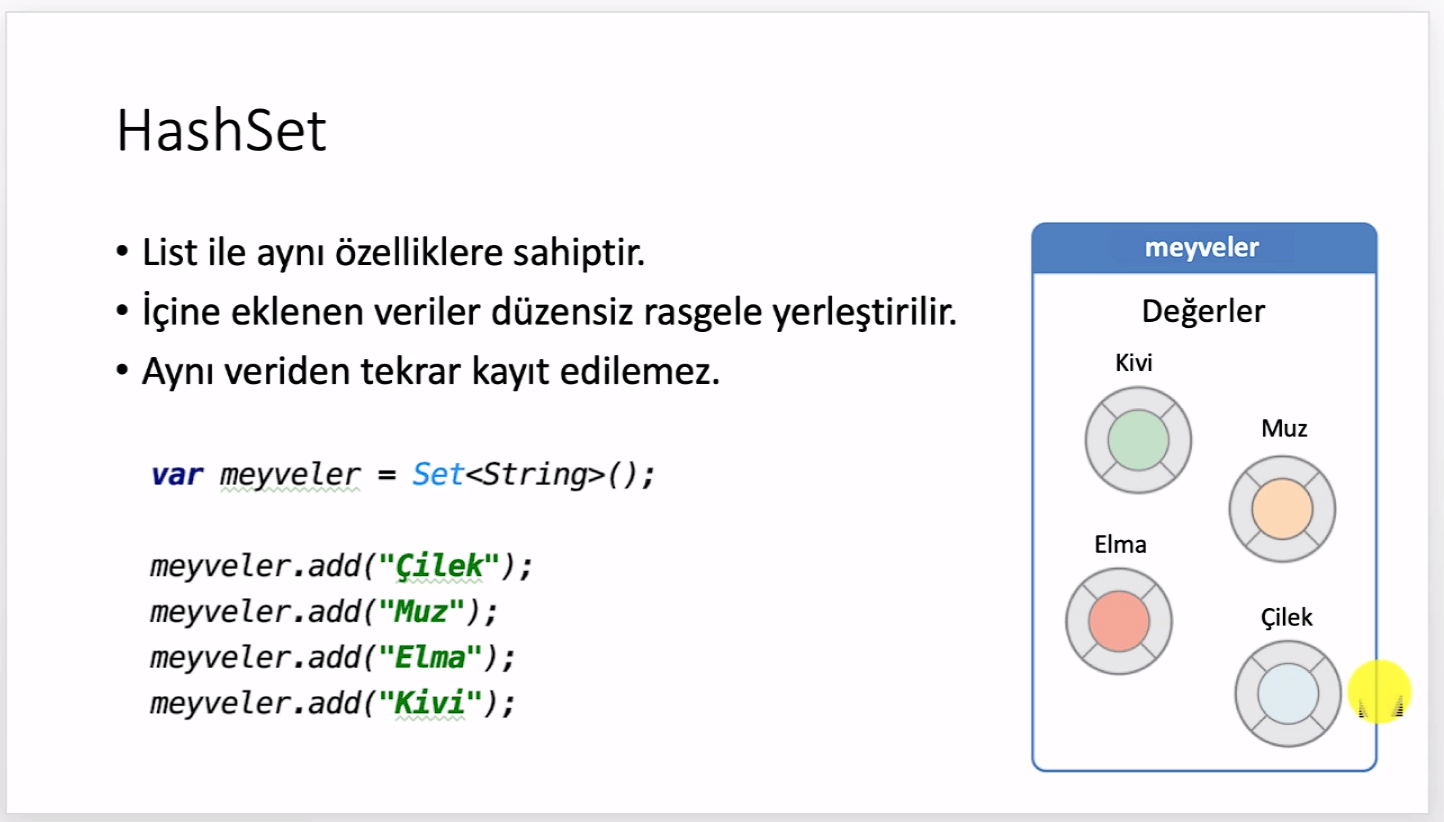 HashSet
• List ile aynı özelliklere sahiptir.
• İçine eklenen veriler düzensiz rasgele yerleştirilir.
• Aynı veriden tekrar kayıt edilemez.
var meyveler = Set<String>();
meyveler.add("Çilek");
meyveler.add("Muz");
meyveler.add("Elma");
meyveler.add("Kivi");
meyveler
Değerler
Kivi
Muz
Elma
Çilek